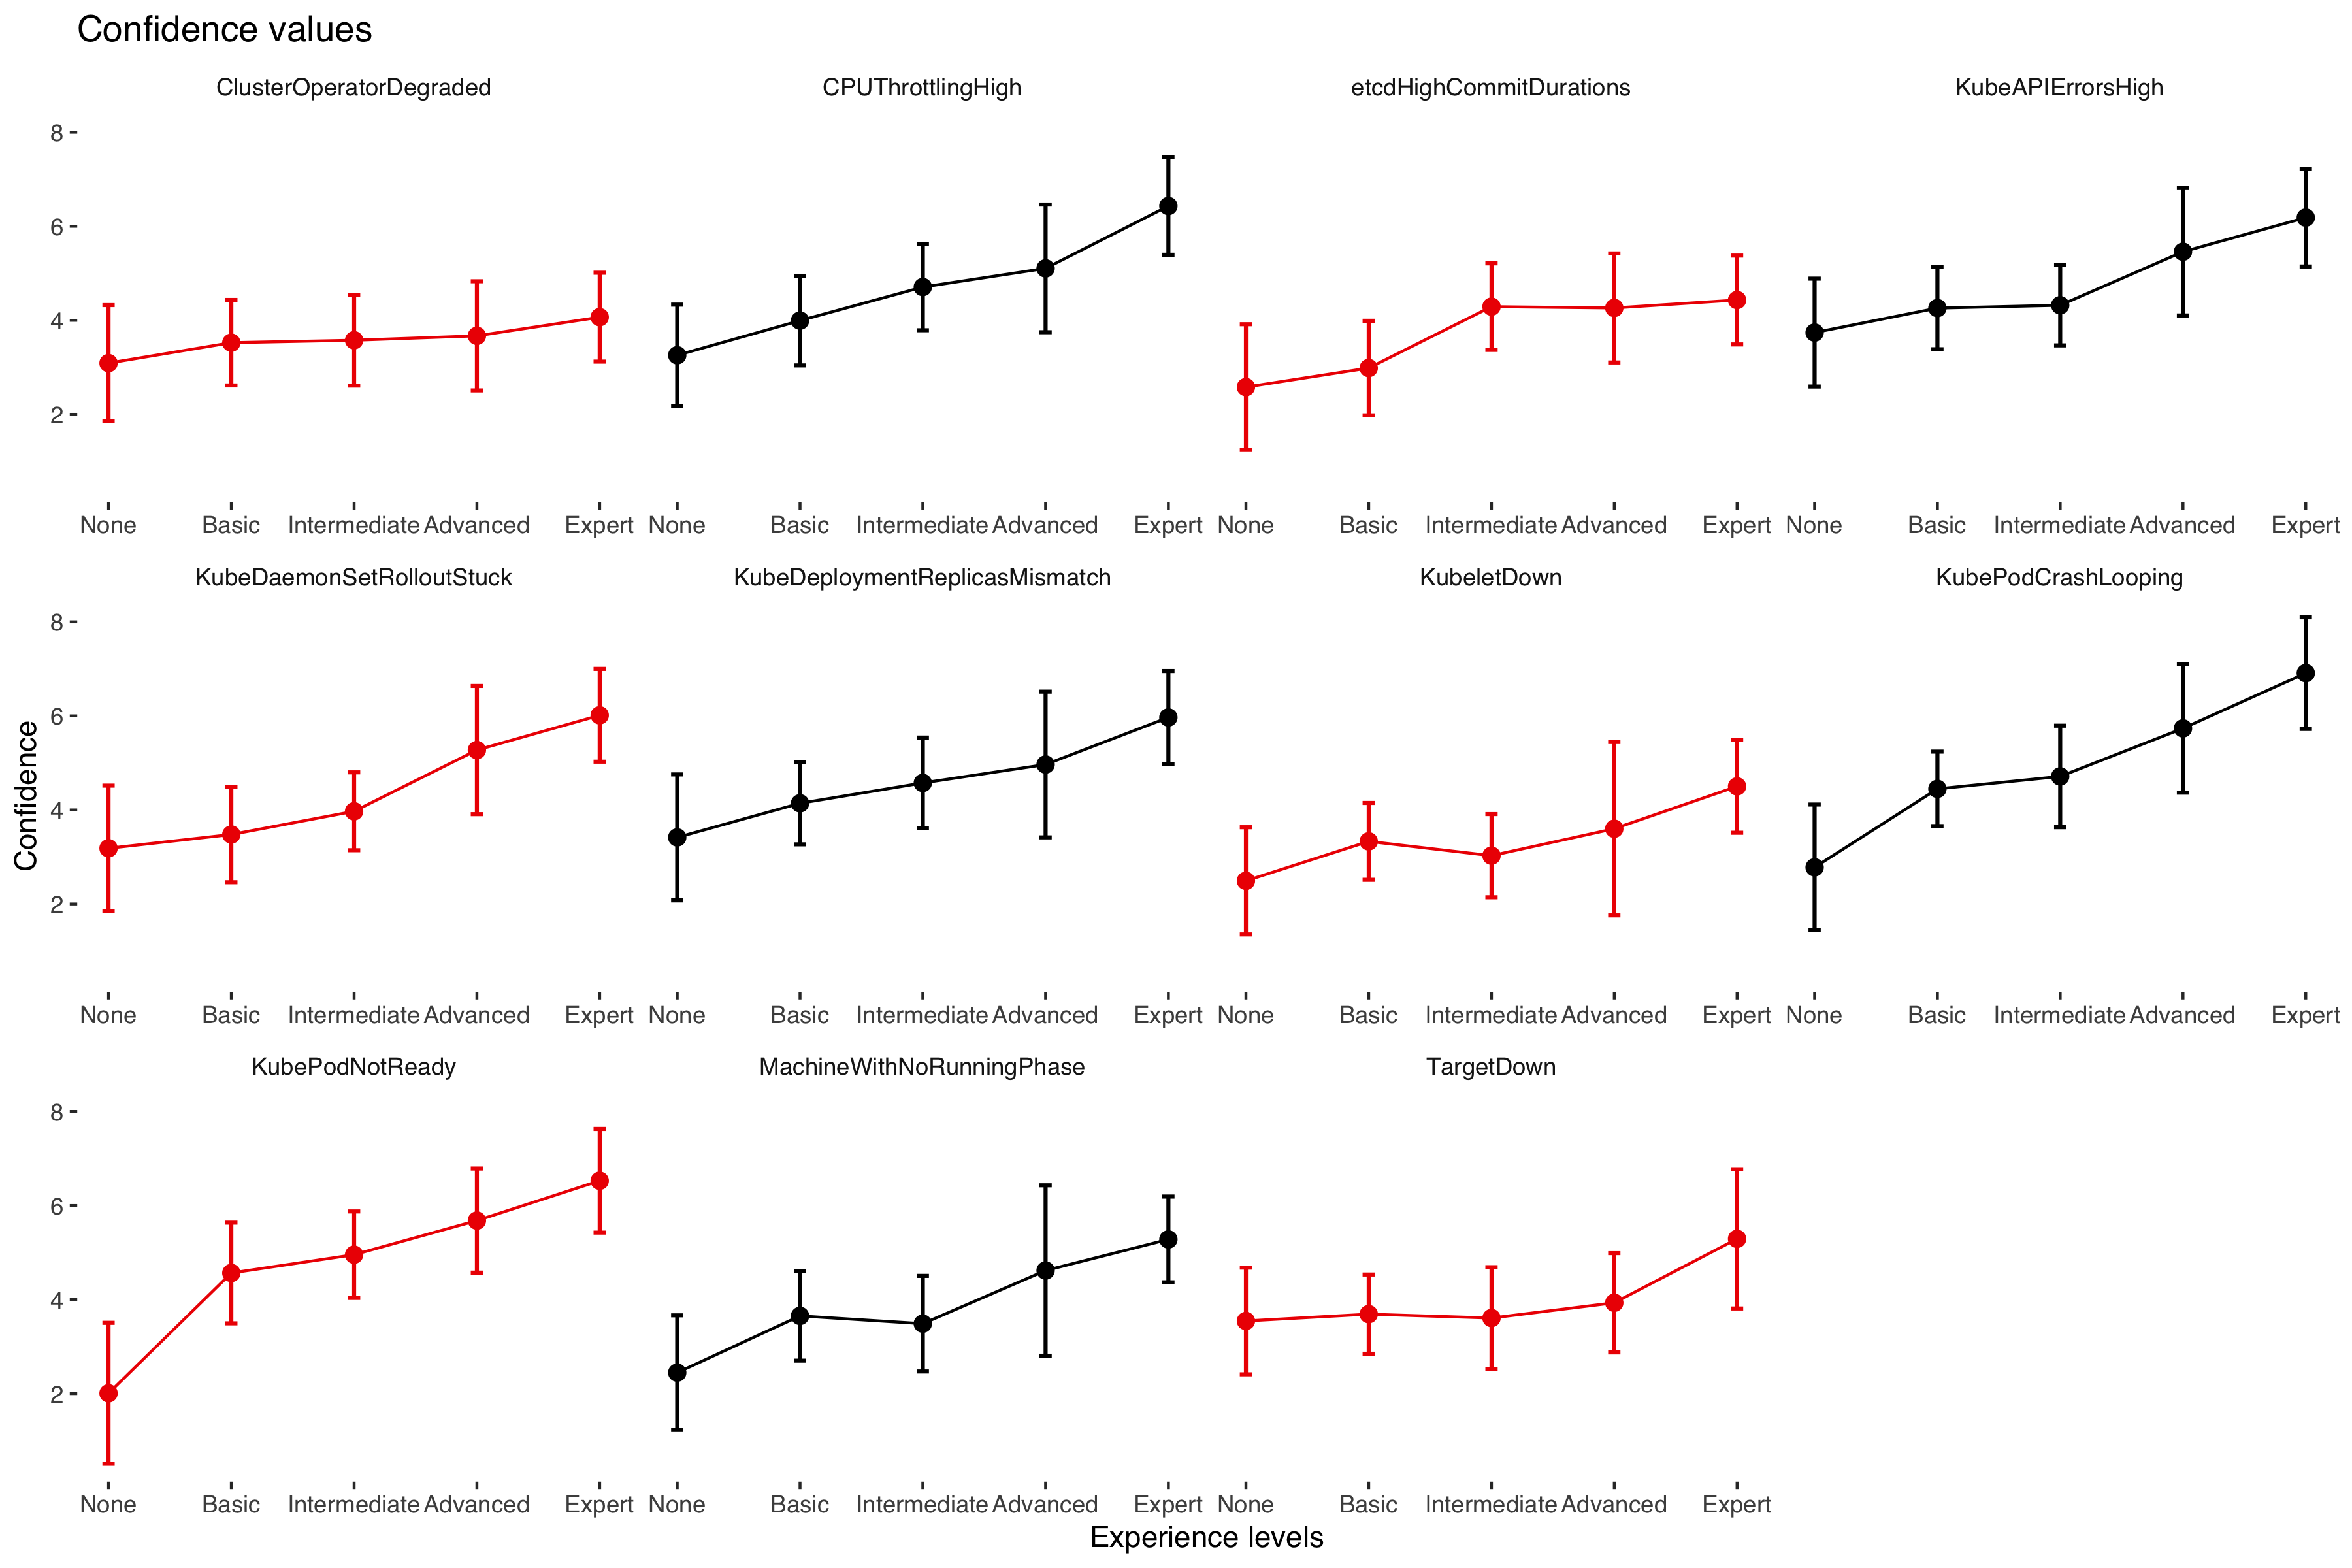 Confidence values
ClusterOperatorDegraded CPUThrottlingHigh etcdHighCommitDurations KubeAPIErrorsHigh
8
6
4
2
None Basic Intermediate Advanced Expert None Basic Intermediate Advanced Expert None Basic Intermediate Advanced Expert None Basic Intermediate Advanced Expert
KubeDaemonSetRolloutStuck KubeDeploymentReplicasMismatch KubeletDown KubePodCrashLooping
8
6
4
2
Confidence
None Basic Intermediate Advanced Expert None Basic Intermediate Advanced Expert None Basic Intermediate Advanced Expert None Basic Intermediate Advanced Expert
KubePodNotReady MachineWithNoRunningPhase TargetDown
8
6
4
2
None Basic Intermediate Advanced Expert None Basic Intermediate Advanced Expert None Basic Intermediate Advanced Expert
Experience levels